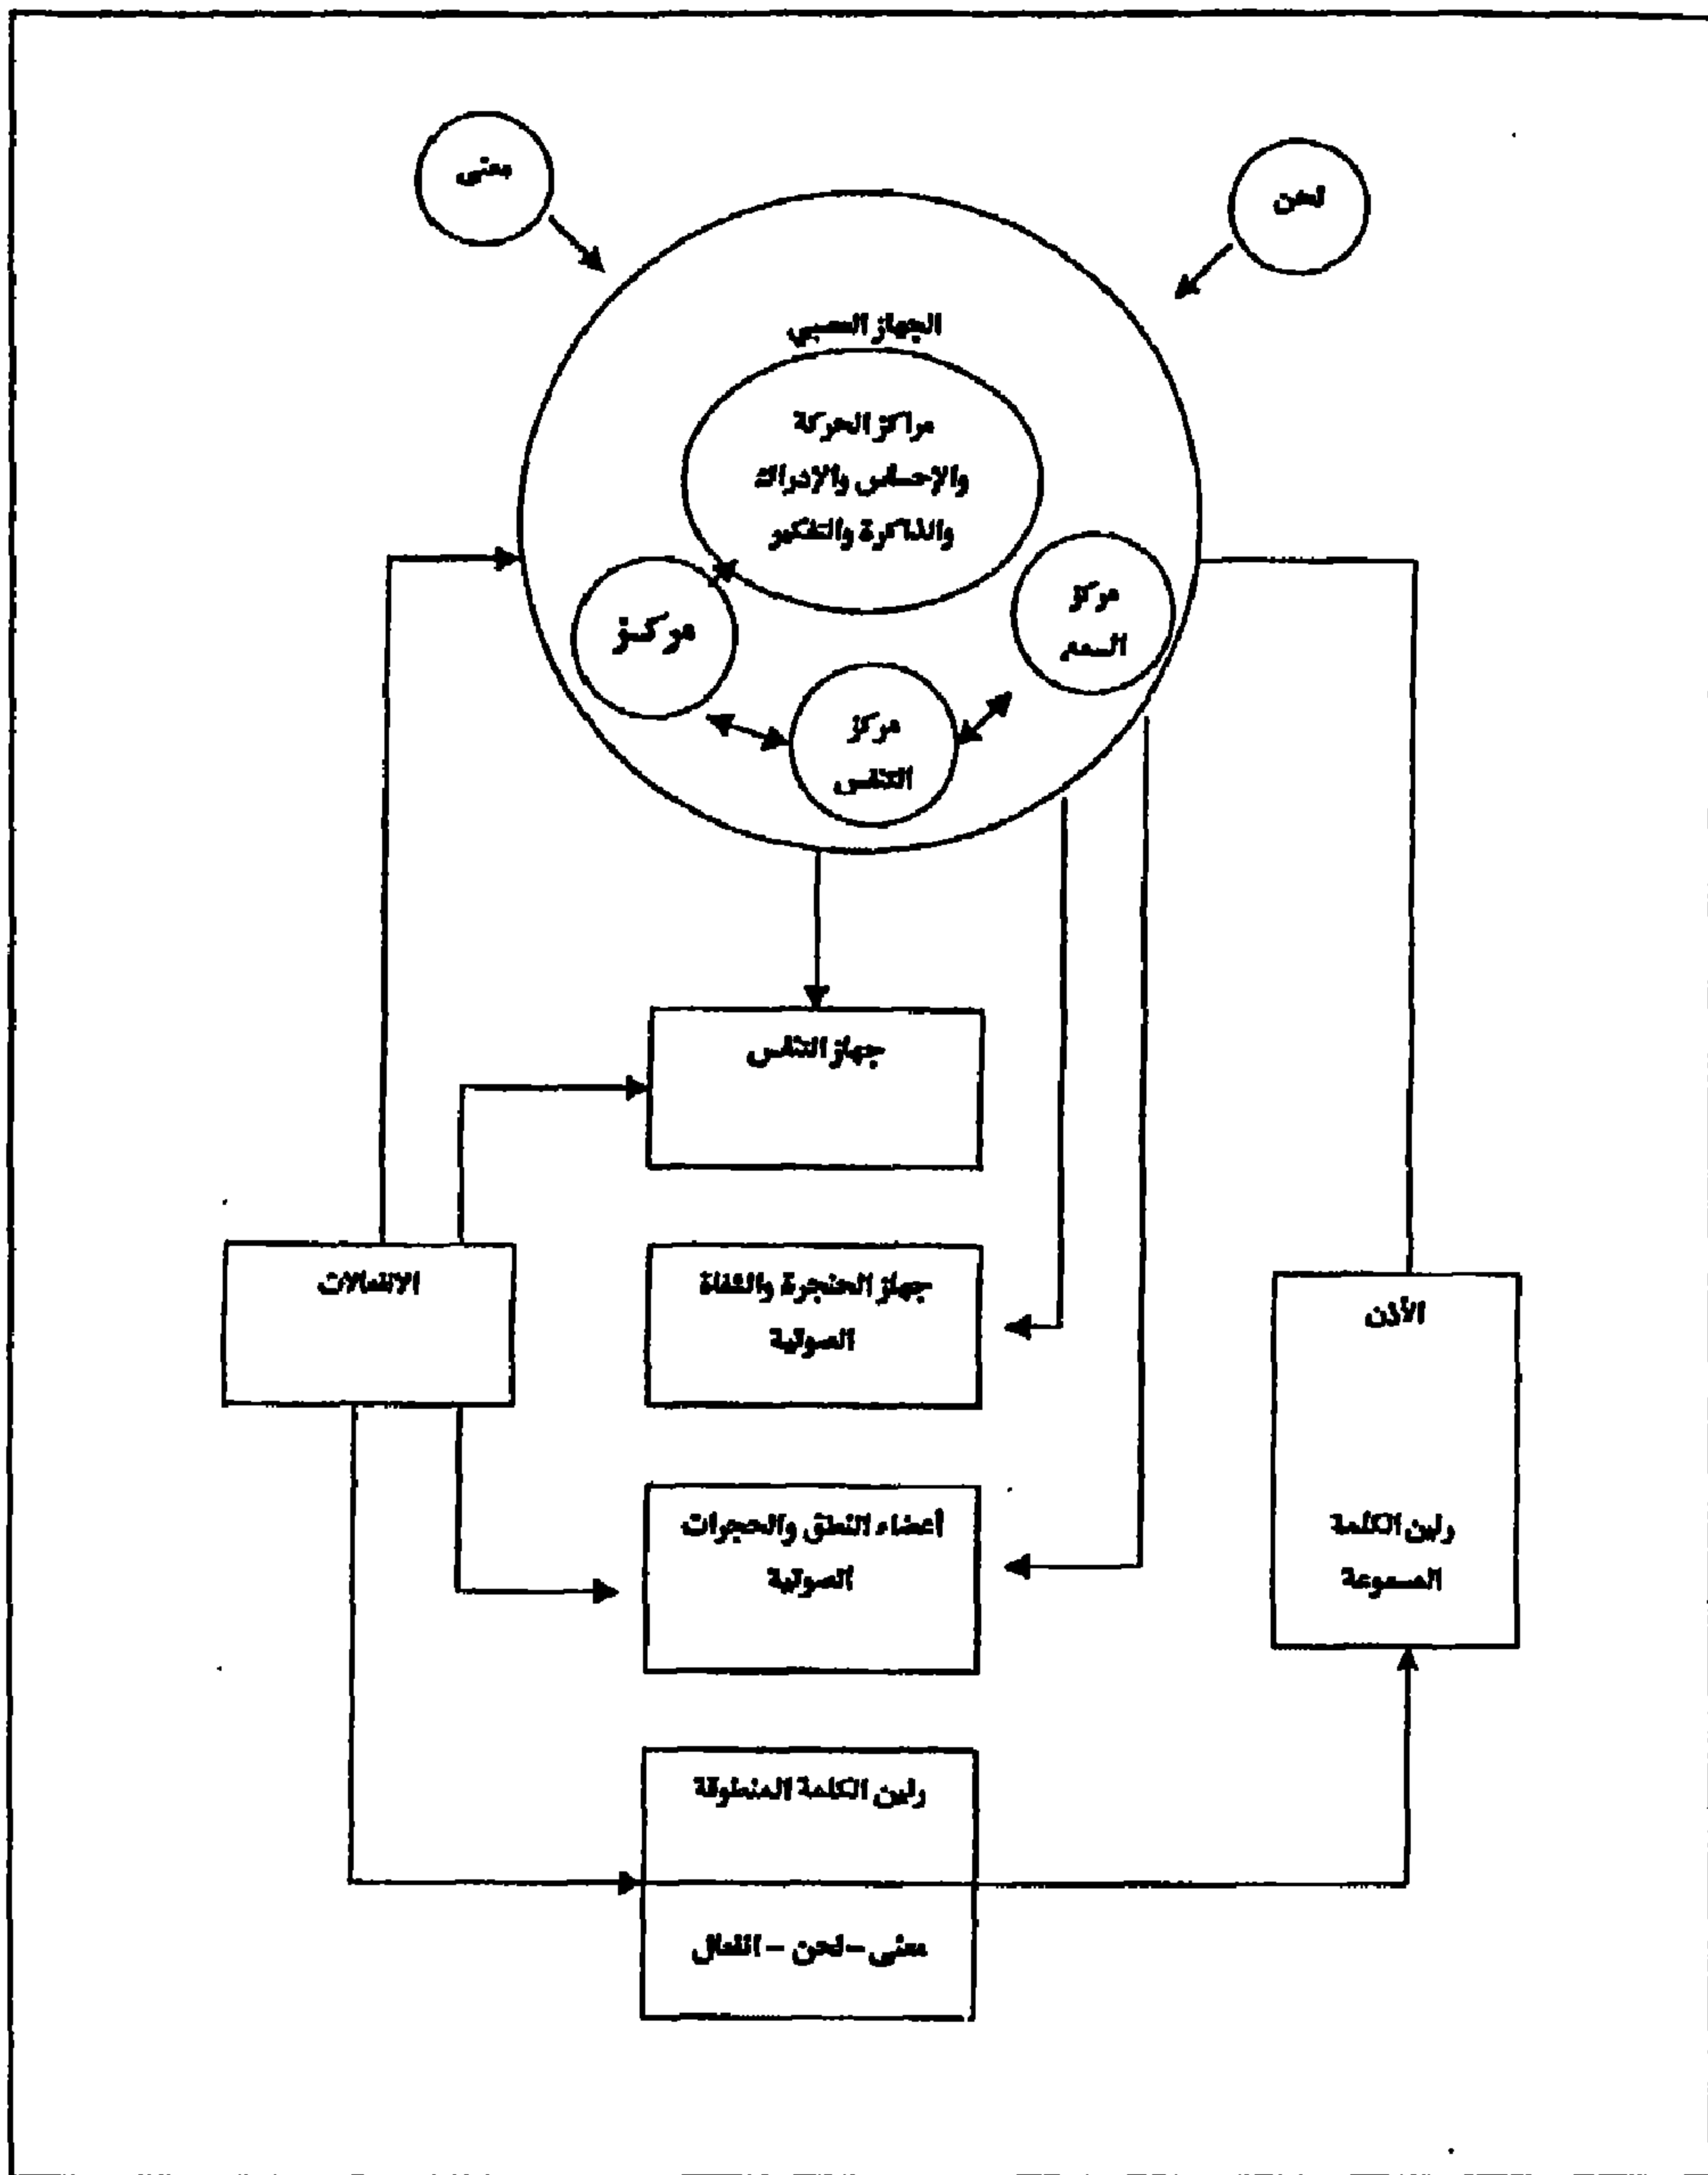 معنى
لحن
الجهاز العصبي
مراكز الحركة
والإحساس والإدراك
والذاكرة والتفكير
مركز
السمع
مركز
مركز
التنفس
جهاز التنفس
الانفعالات
جهاز الحنجرة والقناة
الصوتية
الأذن
رنين الكلمة
المسموعة
أعضاء النطق والحجرات
الصوتية
رنين الكلمة المنطوقة
معنى – لحن – انفعال